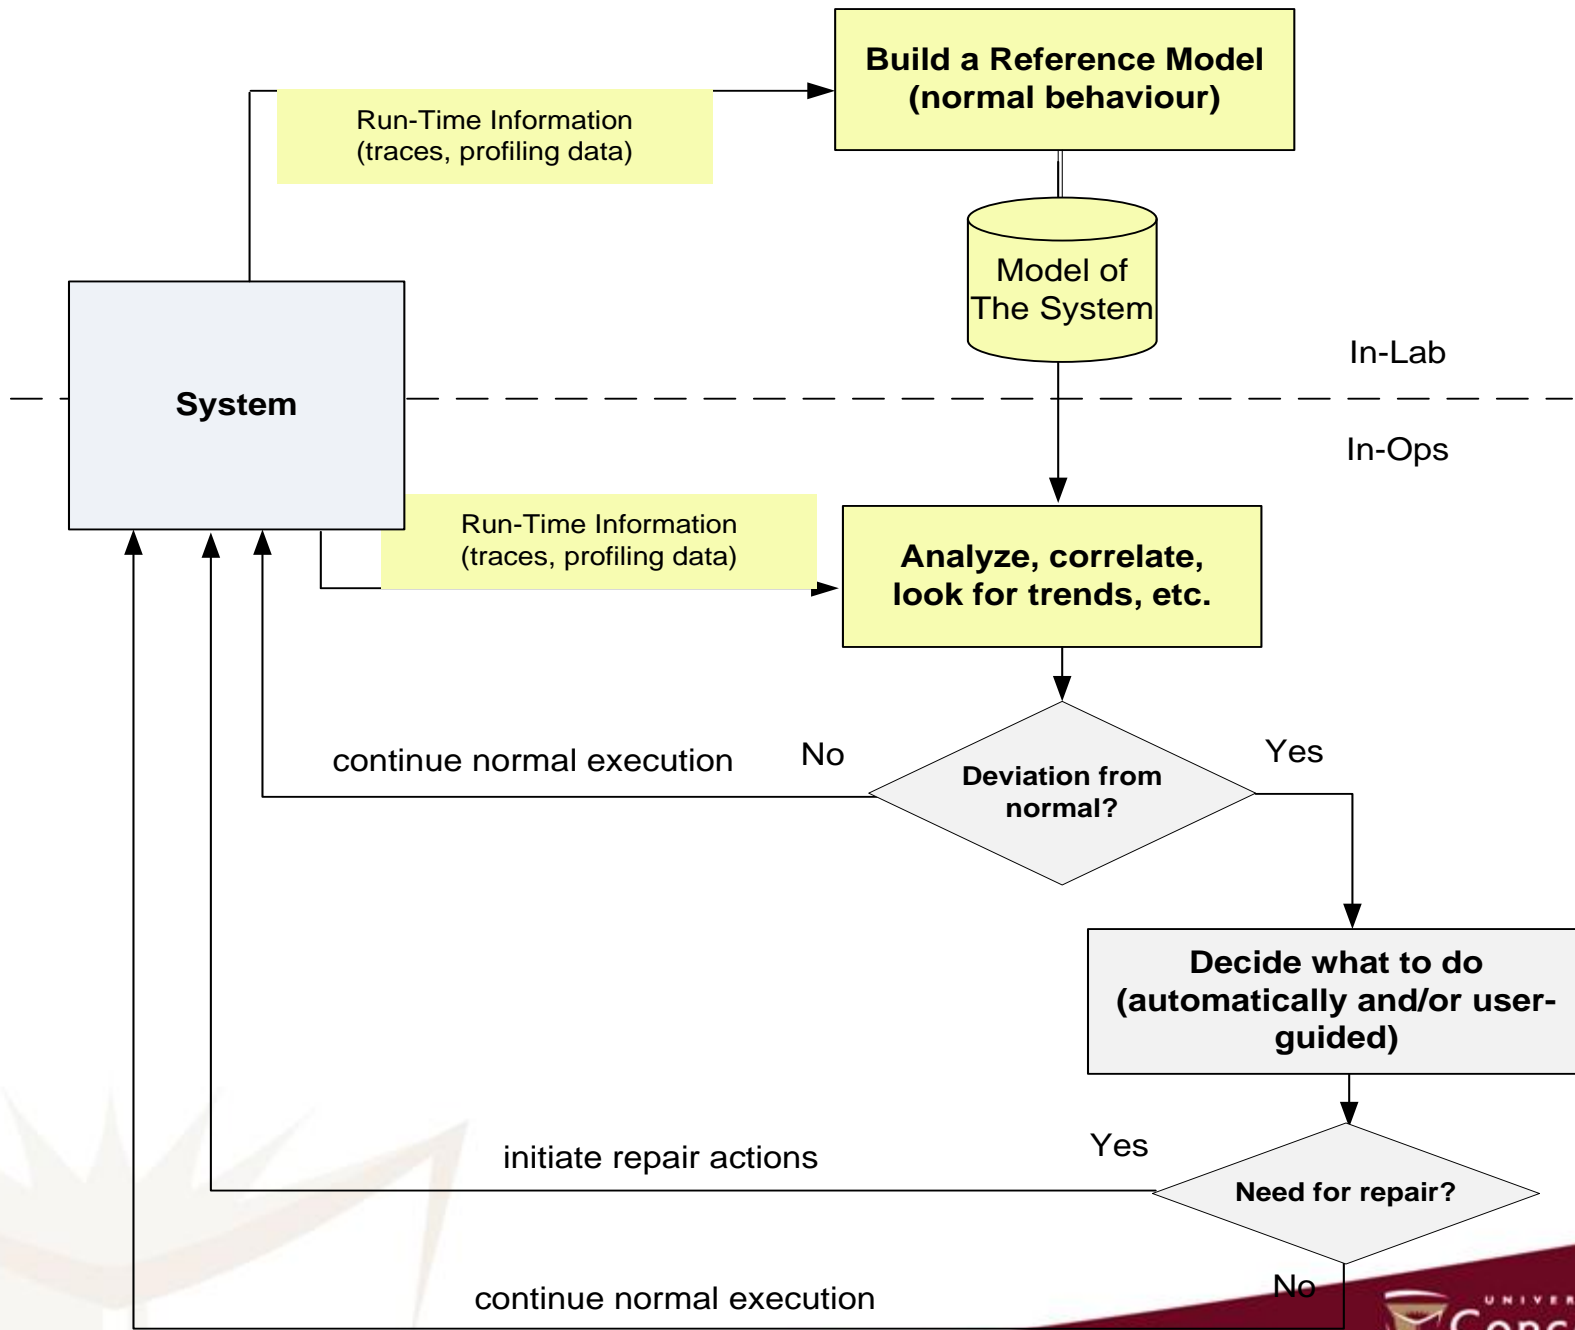 Build a Reference Model
(normal behaviour)
Run-Time Information
(traces, profiling data)
Model of
The System
In-Lab
System
In-Ops
Run-Time Information
(traces, profiling data)
Analyze, correlate,
look for trends, etc.
continue normal execution
No
Yes
Deviation from
normal?
Decide what to do
(automatically and/or user-
guided)
initiate repair actions
Yes
Need for repair?
No
continue normal execution